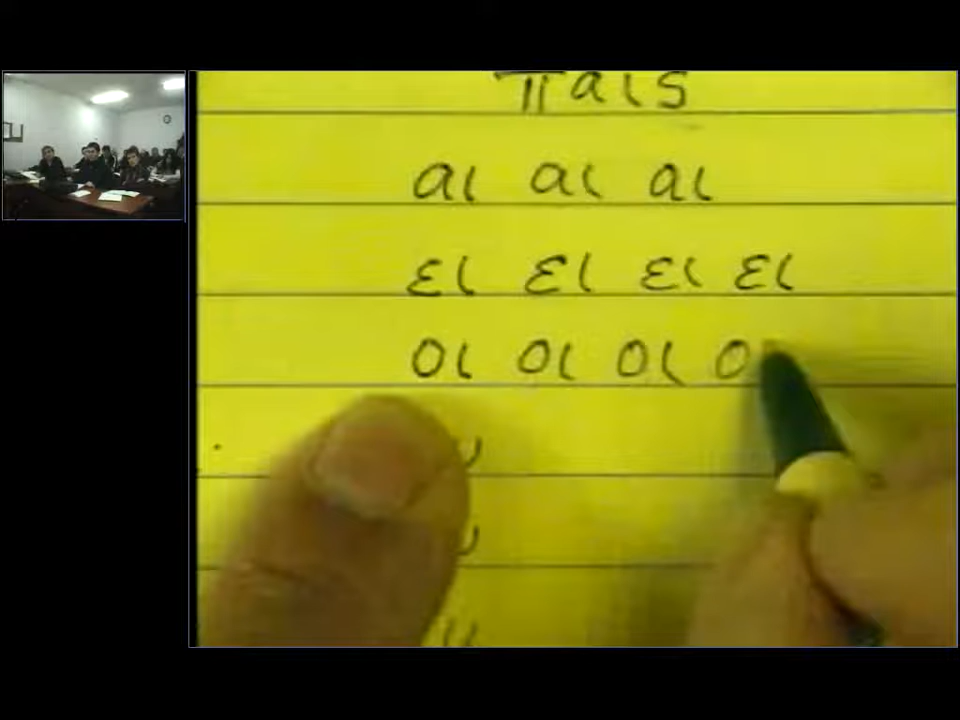 παις
αι αι αι
ει ει ει ει
οι οι οι ο
υ
υ